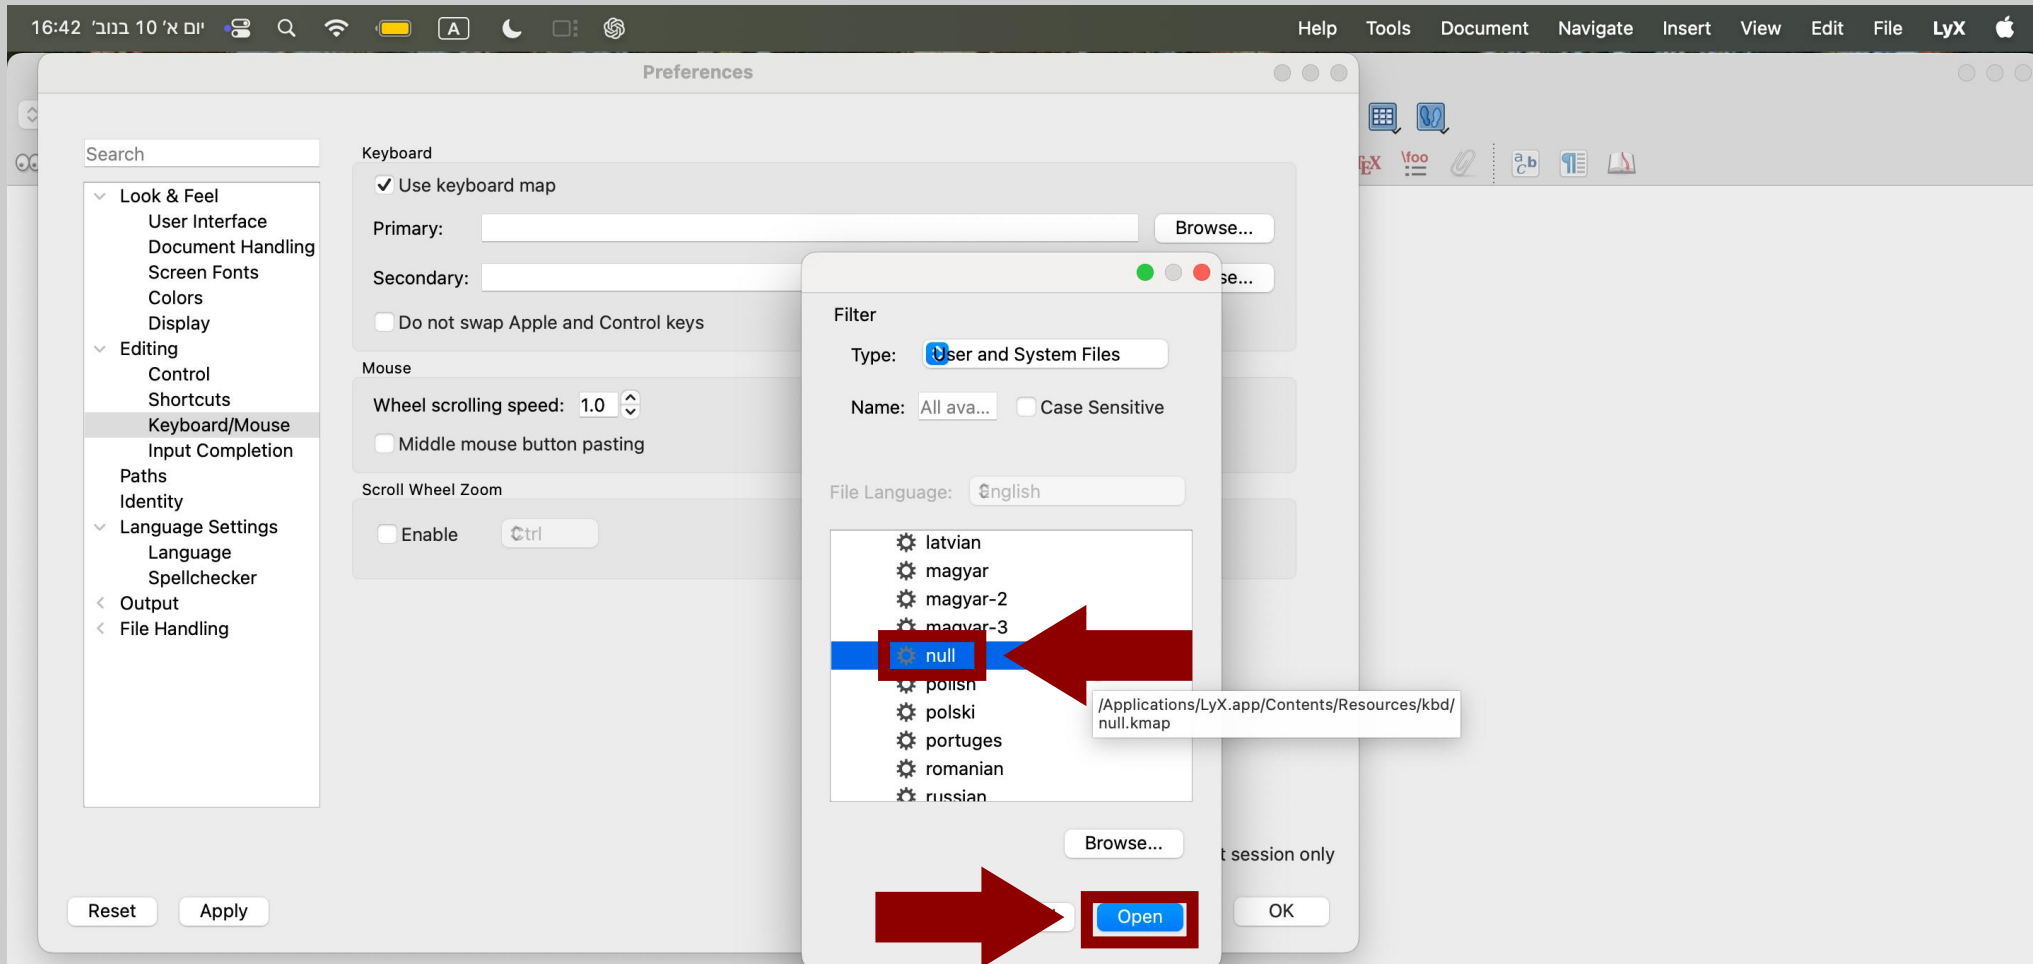 16:42 יום א׳ 10 בנוב׳ A Help Tools Document Navigate Insert View Edit File LyX
Preferences
Search
Look & Feel
User Interface
Document Handling
Screen Fonts
Colors
Display
Editing
Control
Shortcuts
Keyboard/Mouse
Input Completion
Paths
Identity
Language Settings
Language
Spellchecker
Output
File Handling
Keyboard
Use keyboard map
Primary: Browse...
Secondary: se...
Do not swap Apple and Control keys
Mouse
Wheel scrolling speed: 1.0
Middle mouse button pasting
Scroll Wheel Zoom
Enable Ctrl
\foo
Filter
Type: User and System Files
Name: All ava... Case Sensitive
File Language: English
latvian
magyar
magyar-2
magyar-3
null
polish
polski
portuges
romanian
russian
/Applications/LyX.app/Contents/Resources/kbd/
null.kmap
Browse...
t session only
Reset Apply Open OK